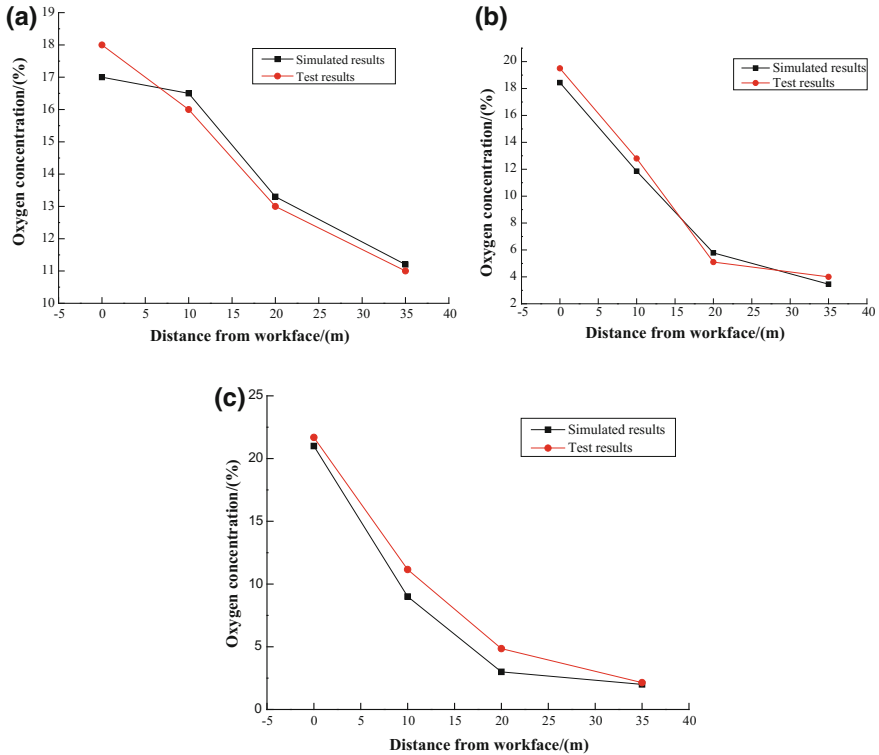 (a)
19
18
17
16
15
14
13
12
11
10
Oxygen concentration/(%)
Simulated results
Test results
-5 0 5 10 15 20 25 30 35 40
Distance from workface/(m)
(b)
20
18
16
14
12
10
8
6
4
2
Oxygen concentration/(%)
Simulated results
Test results
-5 0 5 10 15 20 25 30 35 40
Distance from workface/(m)
(c)
25
20
15
10
5
0
Oxygen concentration/(%)
Simulated results
Test results
-5 0 5 10 15 20 25 30 35 40
Distance from workface/(m)